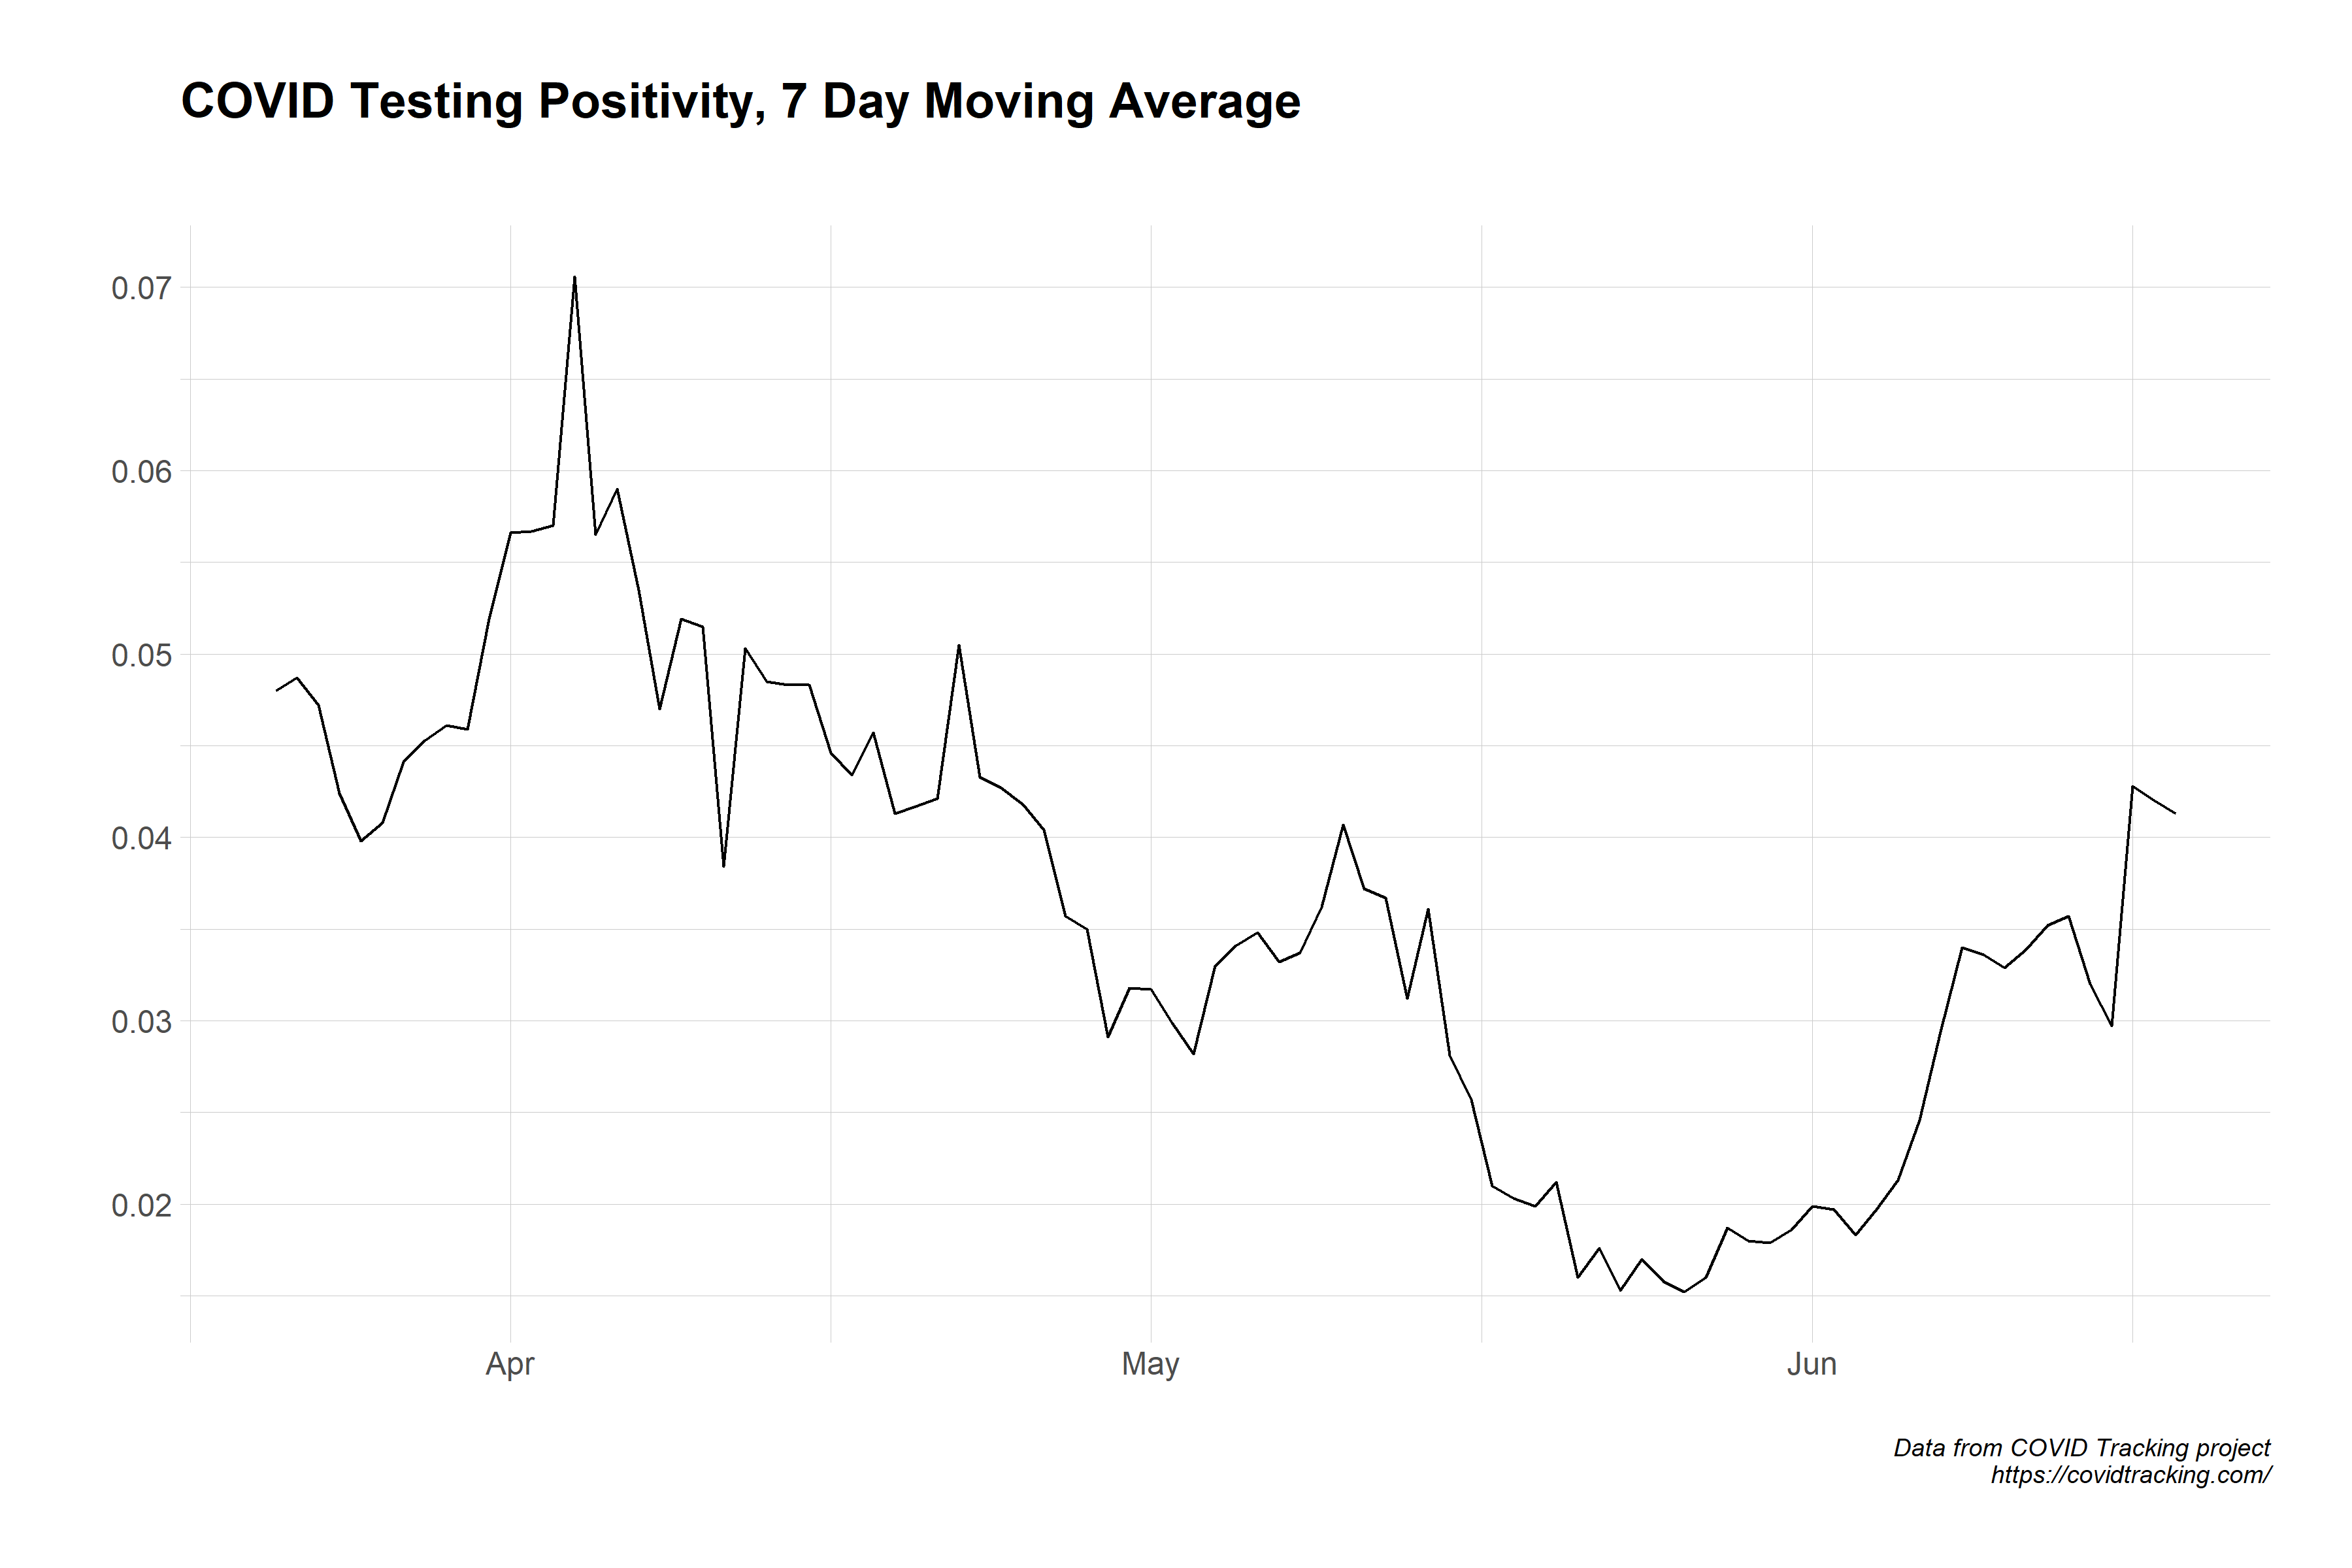 COVID Testing Positivity, 7 Day Moving Average
0.07
0.06
0.05
0.04
0.03
0.02
Apr May Jun
Data from COVID Tracking project
https://covidtracking.com/